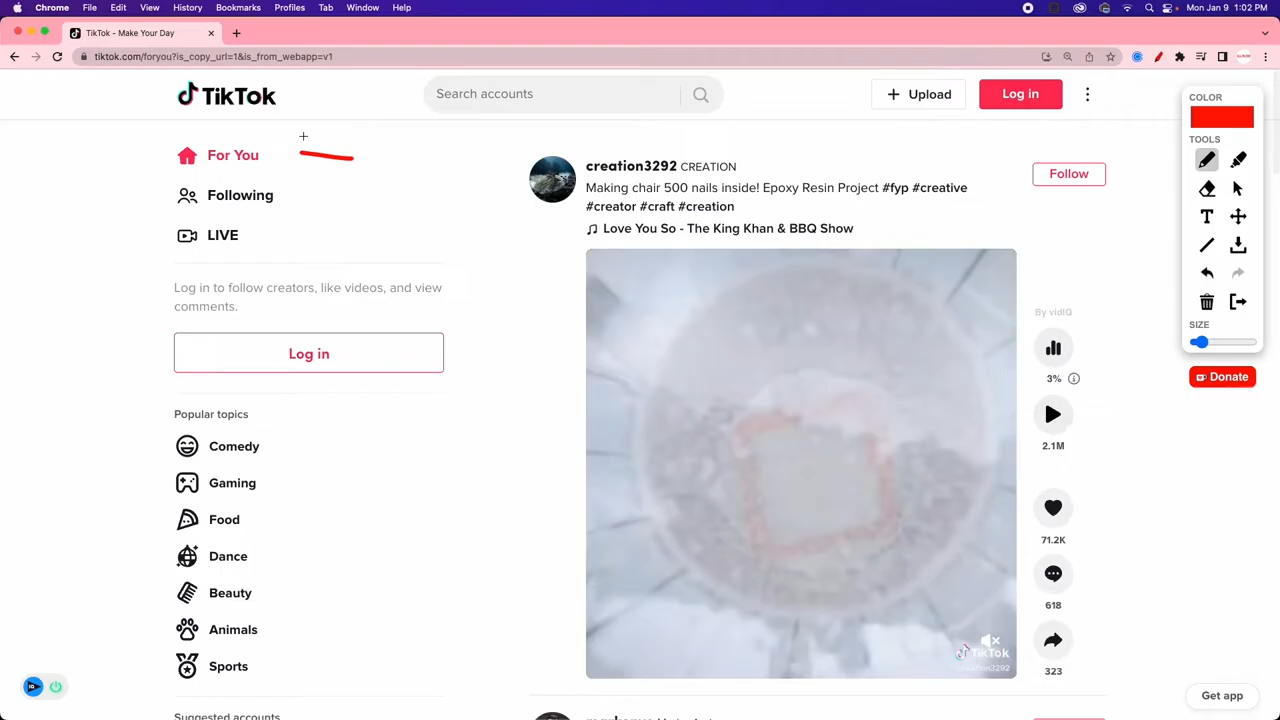 Chrome File Edit View History Bookmarks Profiles Tab Window Help
Mon Jan 9 1:02 PM
TikTok - Make Your Day
tiktok.com/foryou?is_copy_url=1&is_from_webapp=v1
TikTok
Search accounts
Upload
Log in
For You
Following
LIVE
Log in to follow creators, like videos, and view
comments.
Log in
Popular topics
Comedy
Gaming
Food
Dance
Beauty
Animals
Sports
Suggested accounts
creation3292 CREATION
Making chair 500 nails inside! Epoxy Resin Project #fyp #creative
#creator #craft #creation
Love You So - The King Khan & BBQ Show
Follow
By vidIQ
3%
2.1M
71.2K
618
323
TikTok
creation3292
COLOR
TOOLS
SIZE
Donate
Get app